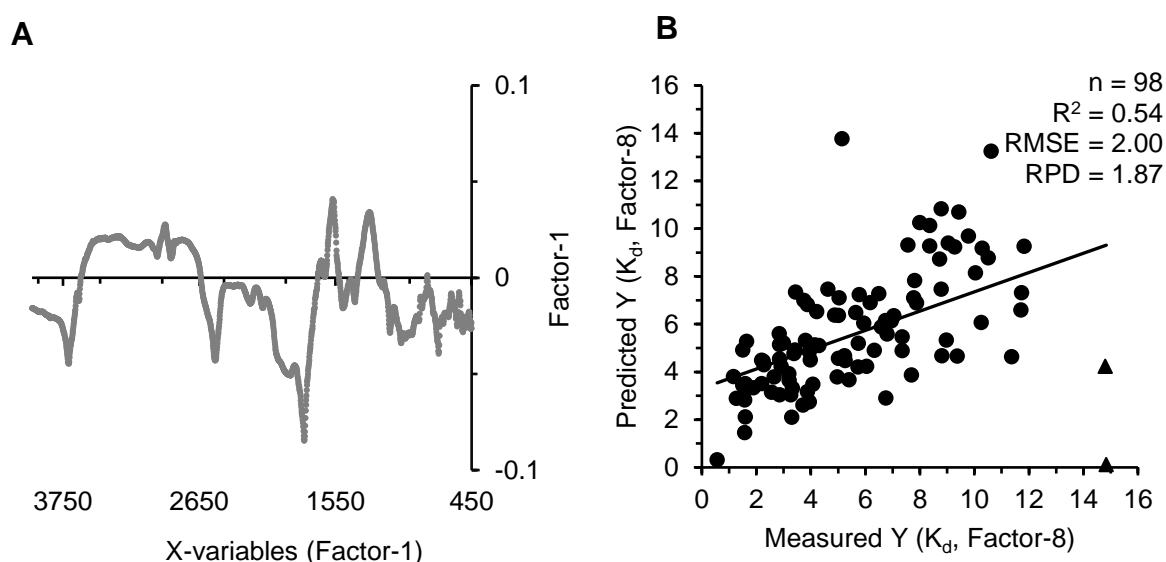 A
0.1
0
-0.1
Factor-1
3750 2650 1550 450
X-variables (Factor-1)
B
n = 98
R² = 0.54
RMSE = 2.00
RPD = 1.87
16
14
12
10
8
6
4
2
0
Predicted Y (Kd, Factor-8)
0 2 4 6 8 10 12 14 16
Measured Y (Kd, Factor-8)